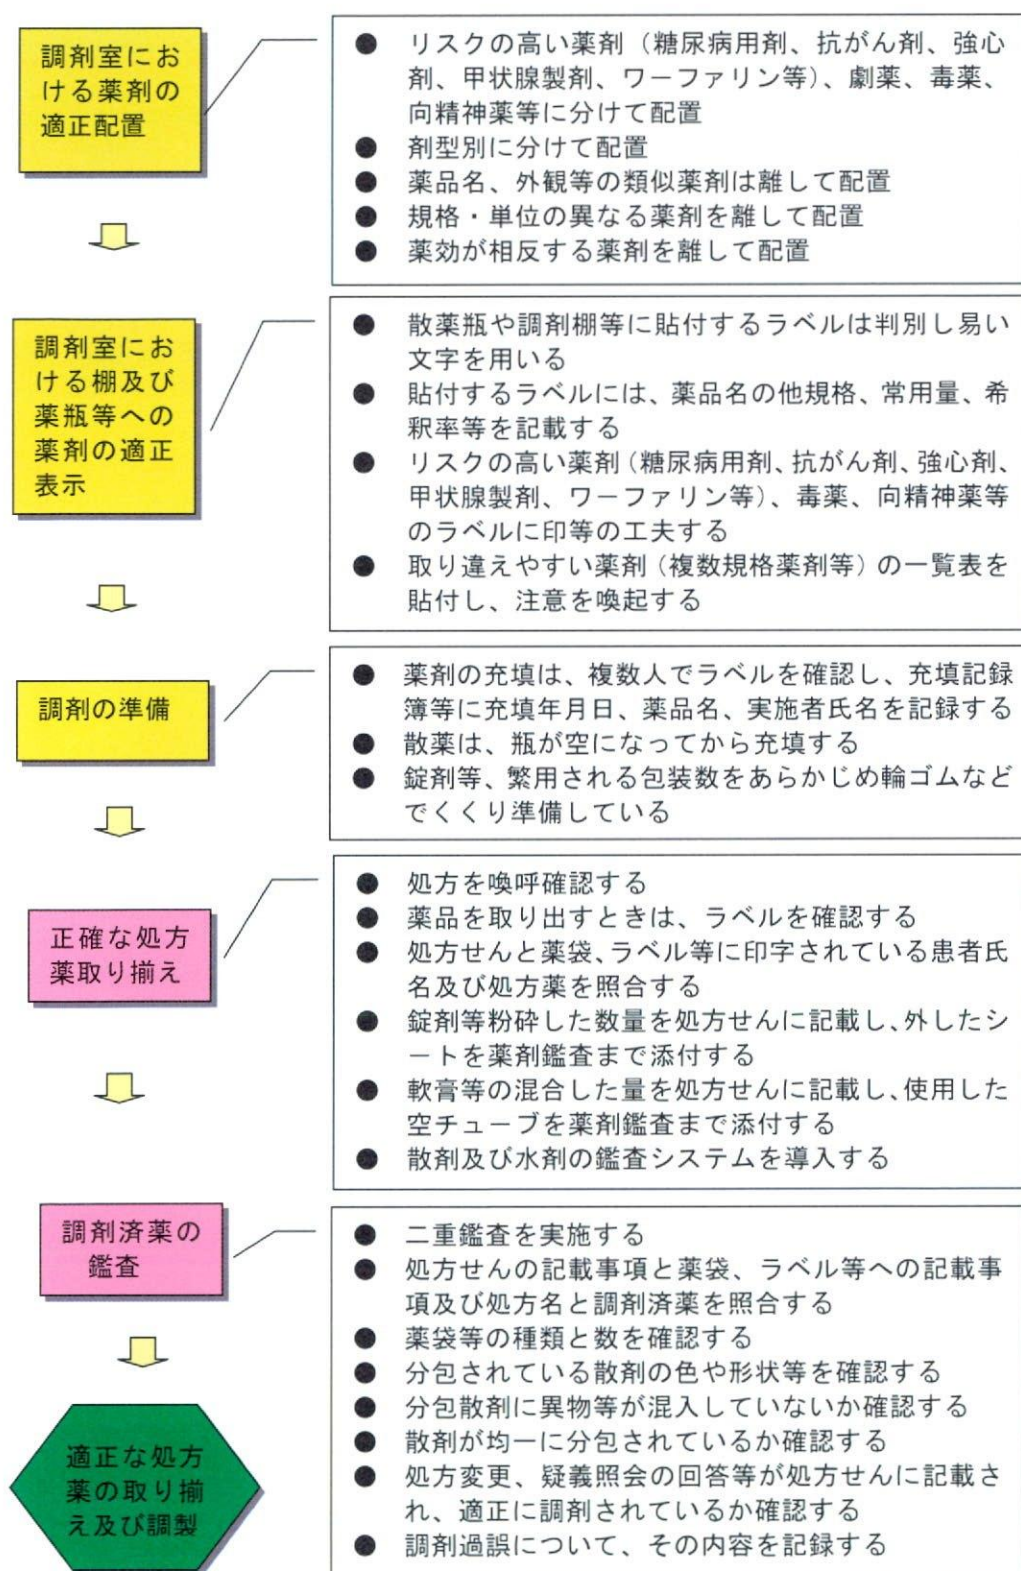 調剤室にお
ける薬剤の
適正配置
● リスクの高い薬剤（糖尿病用剤、抗がん剤、強心
剤、甲状腺製剤、ワーファリン等）、劇薬、毒薬、
向精神薬等に分けて配置
● 剤型別に分けて配置
● 薬品名、外観等の類似薬剤は離して配置
● 規格・単位の異なる薬剤を離して配置
● 薬効が相反する薬剤を離して配置
調剤室にお
ける棚及び
薬瓶等への
薬剤の適正
表示
● 散薬瓶や調剤棚等に貼付するラベルは判別し易い
文字を用いる
● 貼付するラベルには、薬品名の他規格、常用量、希
釈率等を記載する
● リスクの高い薬剤（糖尿病用剤、抗がん剤、強心剤、
甲状腺製剤、ワーファリン等）、毒薬、向精神薬等
のラベルに印等の工夫する
● 取り違えやすい薬剤（複数規格薬剤等）の一覧表を
貼付し、注意を喚起する
調剤の準備
● 薬剤の充填は、複数人でラベルを確認し、充填記録
簿等に充填年月日、薬品名、実施者氏名を記録する
● 散薬は、瓶が空になってから充填する
● 錠剤等、繁用される包装数をあらかじめ輪ゴムなど
でくくり準備している
正確な処方
薬取り揃え
● 処方を喚呼確認する
● 薬品を取り出すときは、ラベルを確認する
● 処方せんと薬袋、ラベル等に印字されている患者氏
名及び処方薬を照合する
● 錠剤等粉砕した数量を処方せんに記載し、外したシ
ートを薬剤鑑査まで添付する
● 軟膏等の混合した量を処方せんに記載し、使用した
空チューブを薬剤鑑査まで添付する
● 散剤及び水剤の鑑査システムを導入する
調剤済薬の
鑑査
● 二重鑑査を実施する
● 処方せんの記載事項と薬袋、ラベル等への記載事
項及び処方名と調剤済薬を照合する
● 薬袋等の種類と数を確認する
● 分包されている散剤の色や形状等を確認する
● 分包散剤に異物等が混入していないか確認する
● 散剤が均一に分包されているか確認する
● 処方変更、疑義照会の回答等が処方せんに記載さ
れ、適正に調剤されているか確認する
● 調剤過誤について、その内容を記録する
適正な処方
薬の取り揃
え及び調製